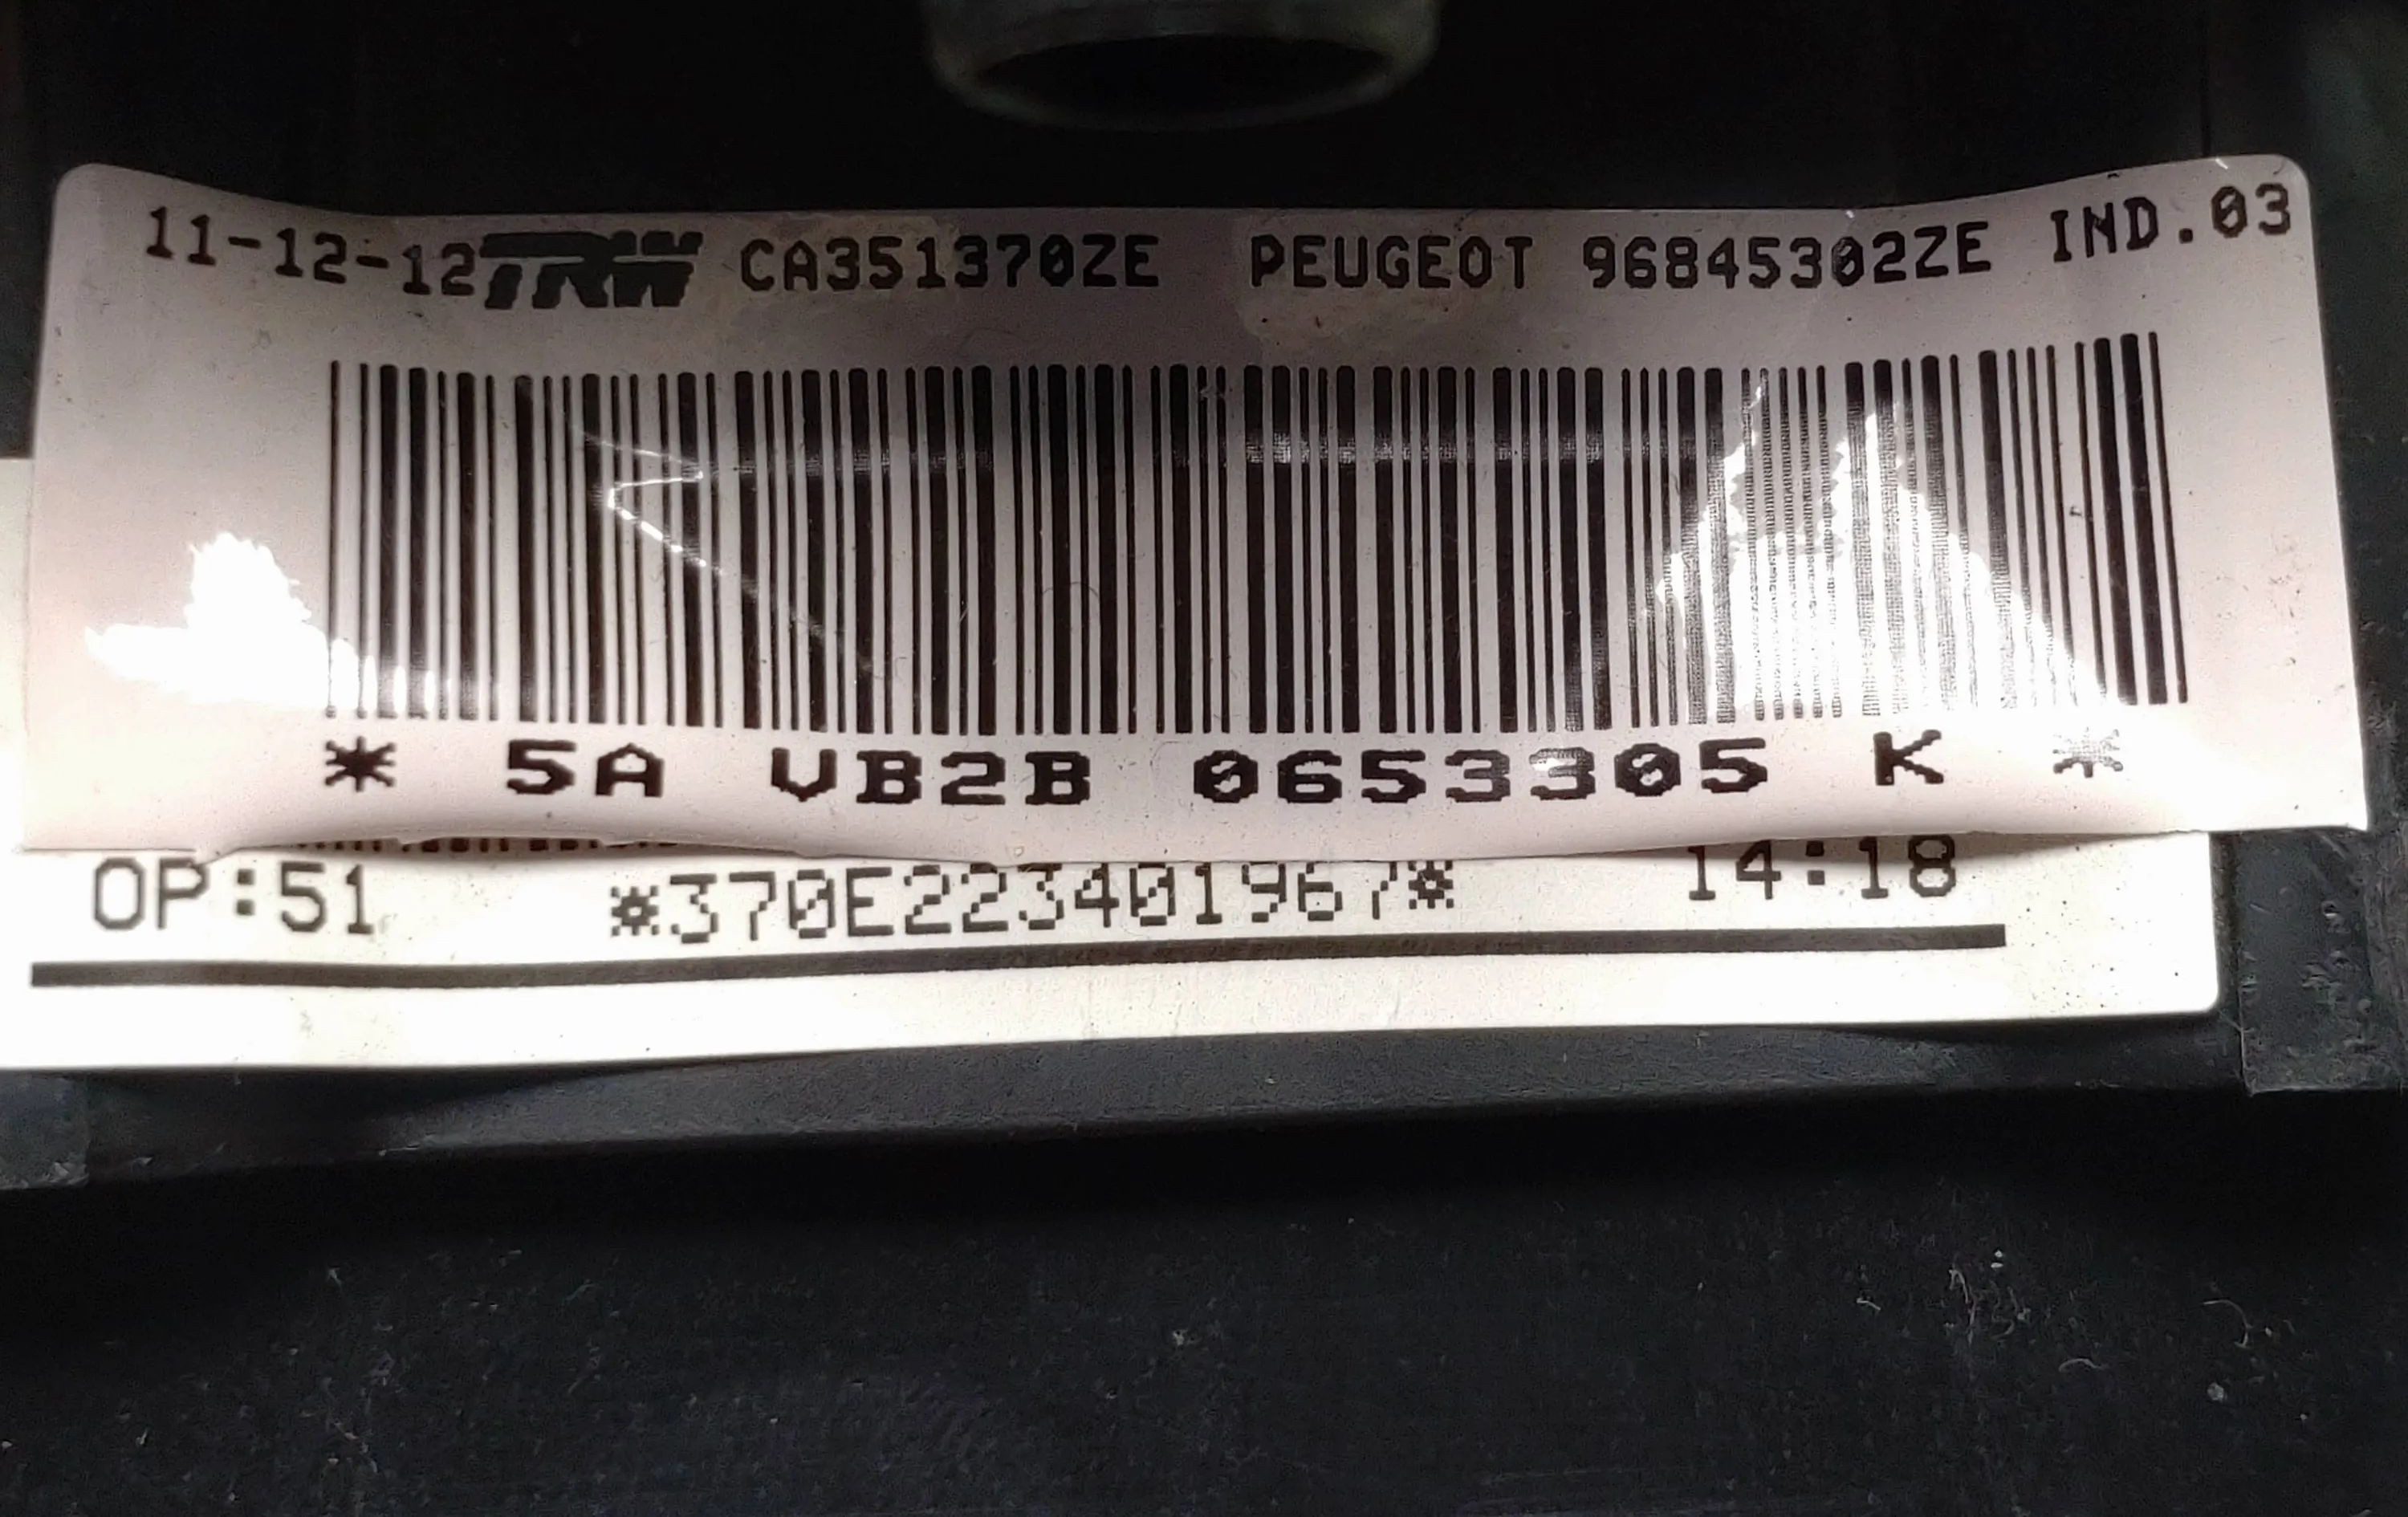 11-12-12 TRW CA351370ZE PEUGEOT 96845302ZE IND.03
* 5A VB2B 0653305 K *
OP:51 *370E223401967* 14:18